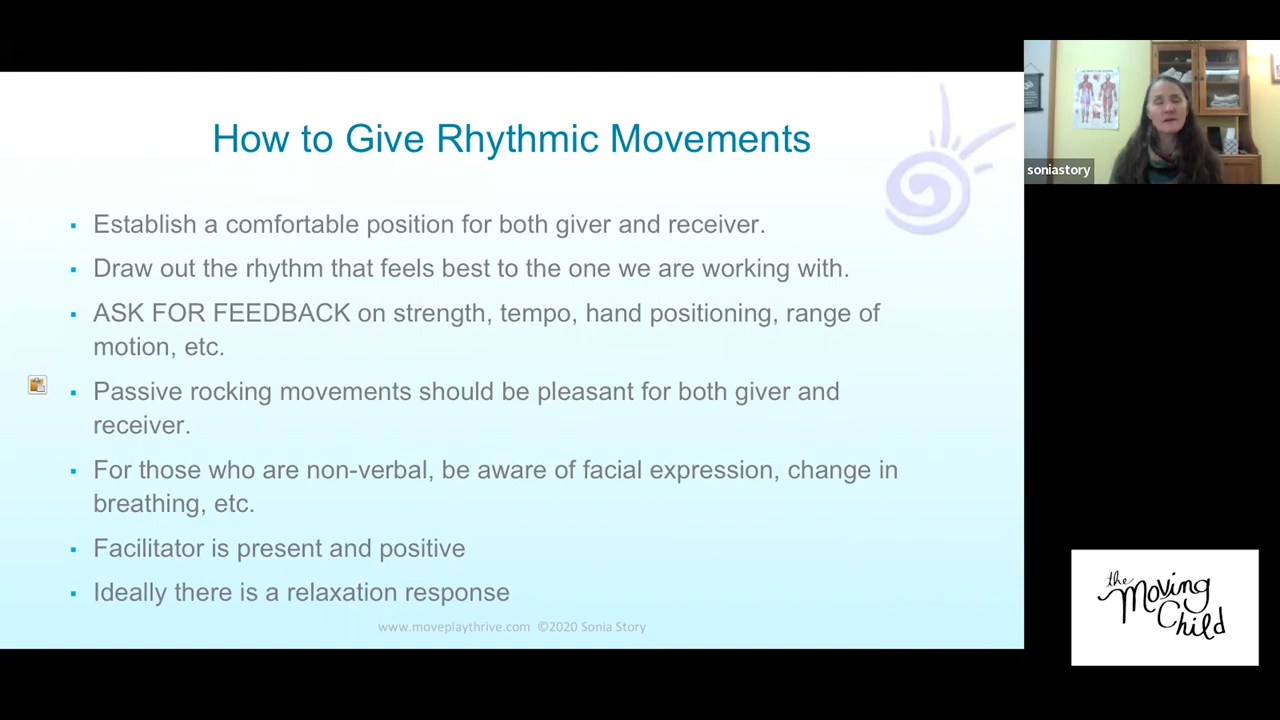 How to Give Rhythmic Movements
▪ Establish a comfortable position for both giver and receiver.
▪ Draw out the rhythm that feels best to the one we are working with.
▪ ASK FOR FEEDBACK on strength, tempo, hand positioning, range of
motion, etc.
▪ Passive rocking movements should be pleasant for both giver and
receiver.
▪ For those who are non-verbal, be aware of facial expression, change in
breathing, etc.
▪ Facilitator is present and positive
▪ Ideally there is a relaxation response
www.moveplaythrive.com ©2020 Sonia Story
soniastory
the
Moving
Child